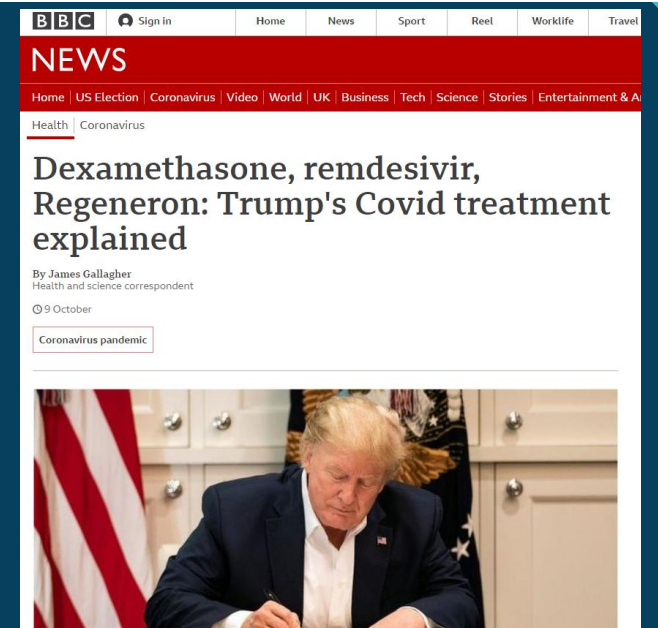 BBC Sign in Home News Sport Reel Worklife Travel
NEWS
Home US Election Coronavirus Video World UK Business Tech Science Stories Entertainment & A
Health Coronavirus
Dexamethasone, remdesivir,
Regeneron: Trump's Covid treatment
explained
By James Gallagher
Health and science correspondent
9 October
Coronavirus pandemic